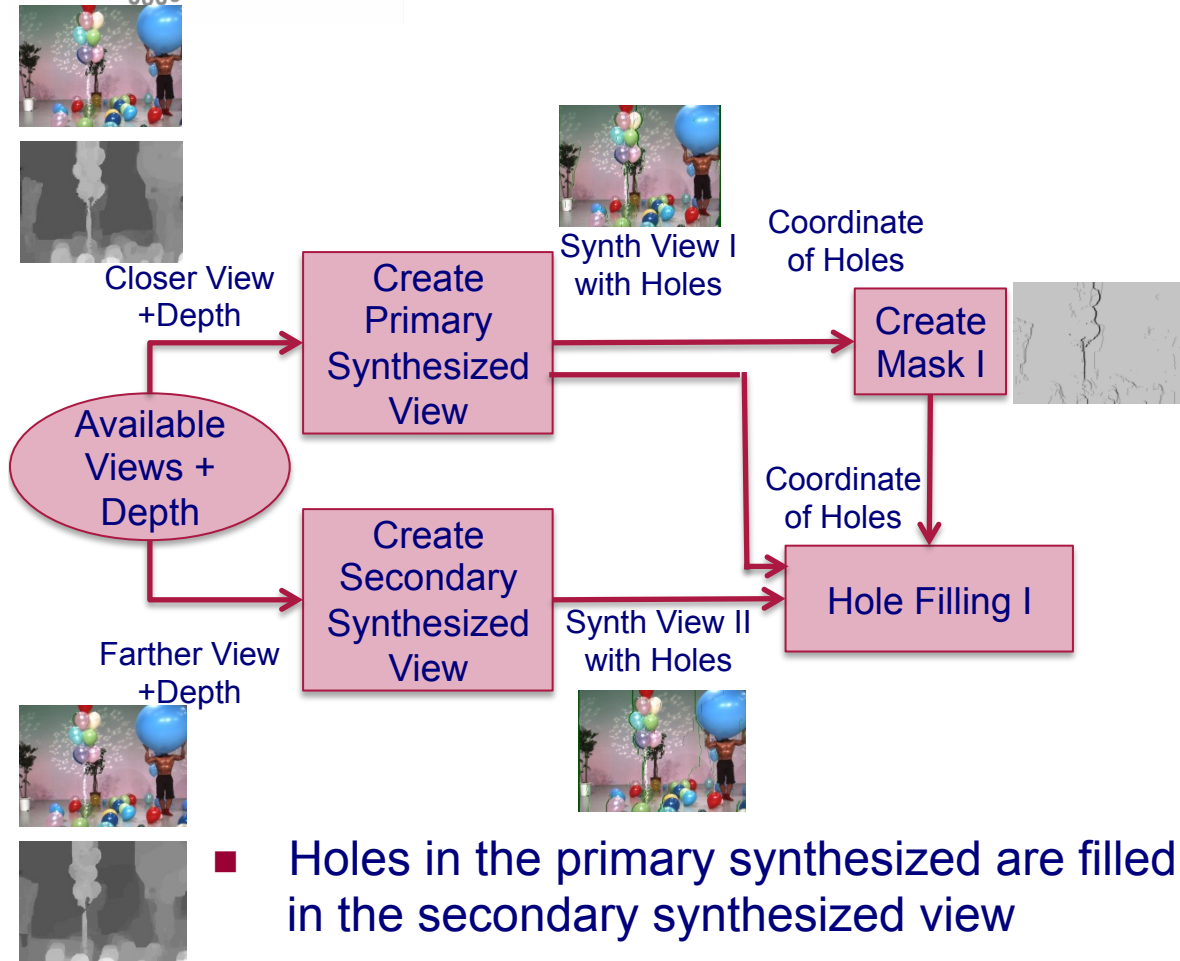 Synth View I
with Holes
Coordinate
of Holes
Closer View
+Depth
Create
Primary
Synthesized
View
Create
Mask I
Available
Views +
Depth
Coordinate
of Holes
Create
Secondary
Synthesized
View
Hole Filling I
Synth View II
with Holes
Farther View
+Depth
Holes in the primary synthesized are filled
in the secondary synthesized view